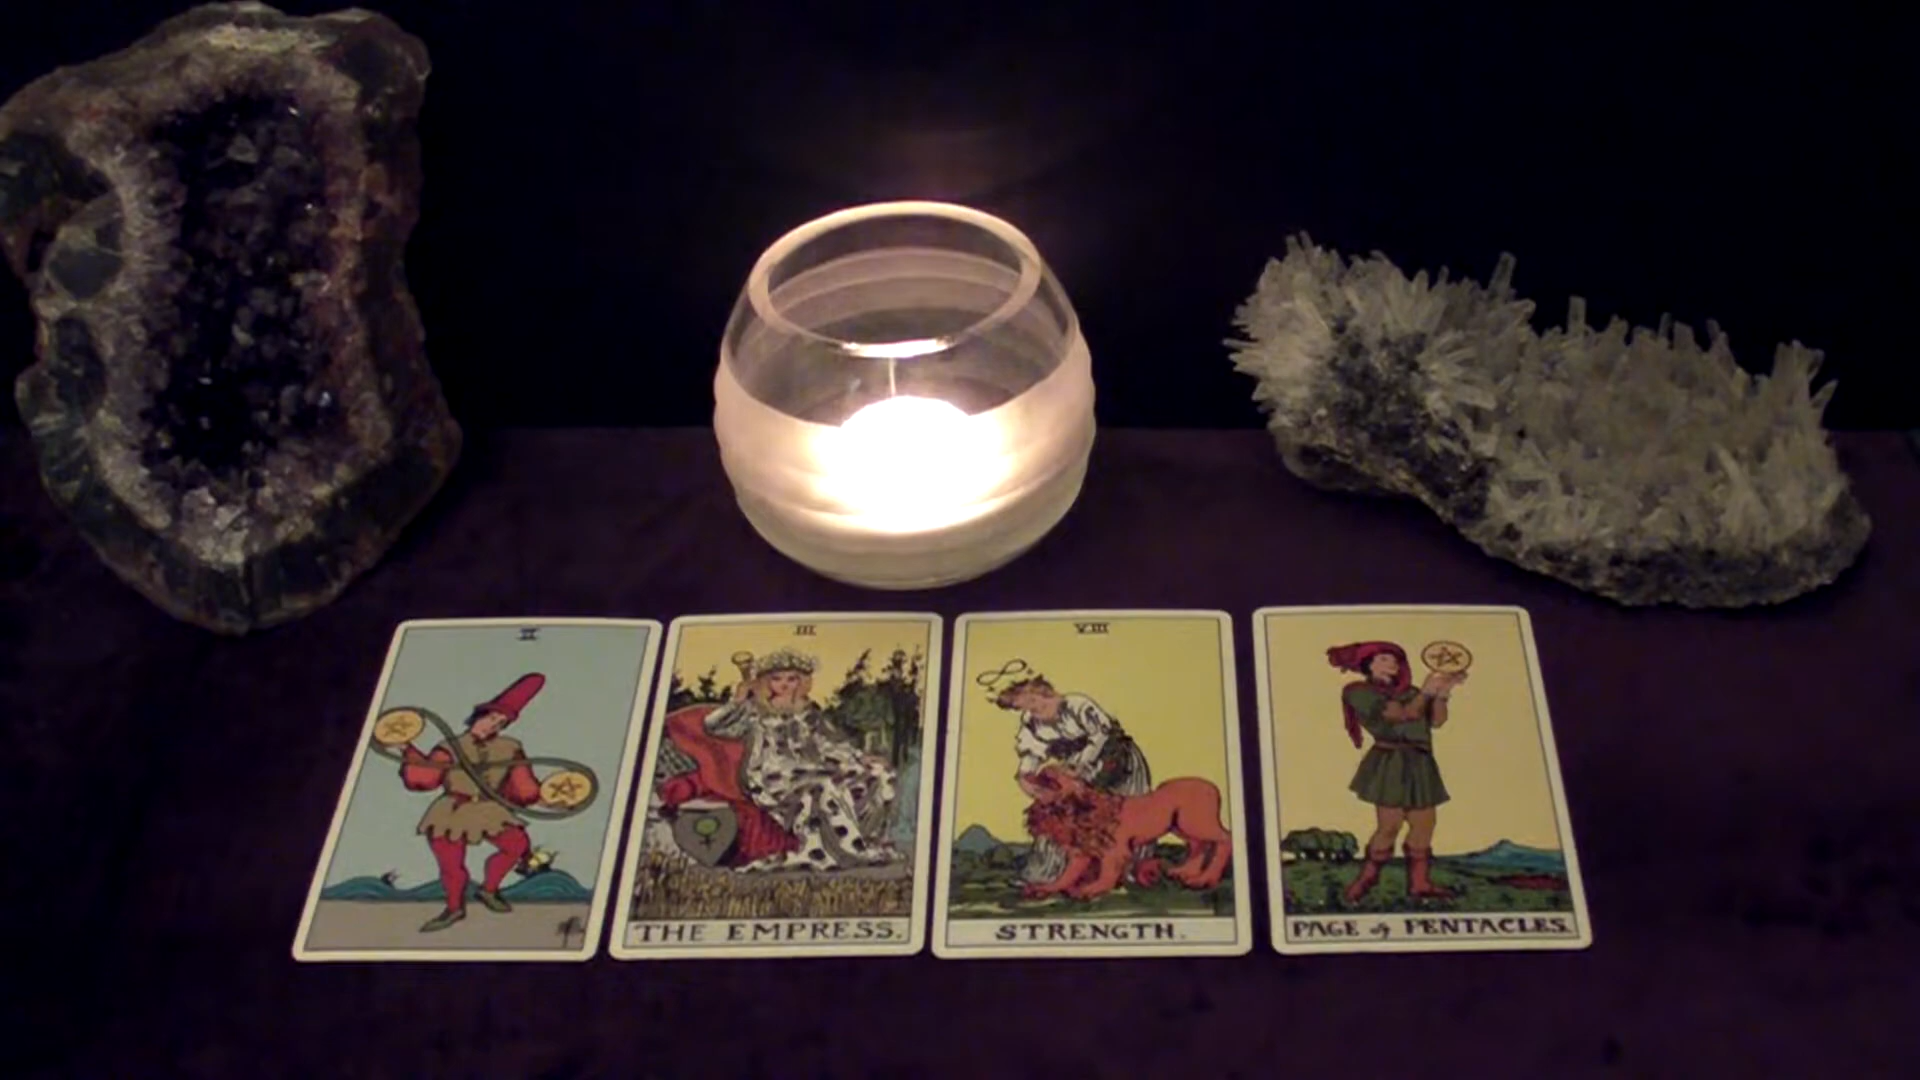 II
III
VIII
THE EMPRESS.
STRENGTH.
PAGE of PENTACLES.